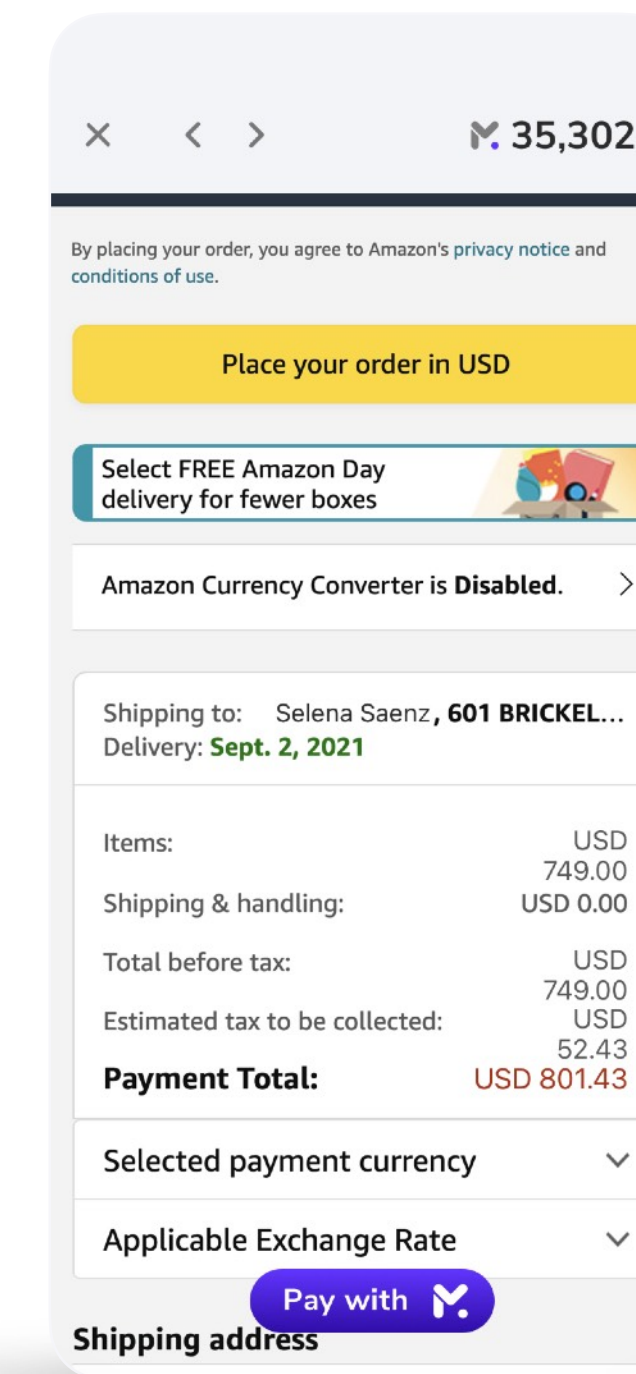 35,302
By placing your order, you agree to Amazon's privacy notice and
conditions of use.
Place your order in USD
Select FREE Amazon Day
delivery for fewer boxes
Amazon Currency Converter is Disabled.
Shipping to: Selena Saenz, 601 BRICKEL...
Delivery: Sept. 2, 2021
Items: USD
749.00
Shipping & handling: USD 0.00
Total before tax: USD
749.00
Estimated tax to be collected: USD
52.43
Payment Total: USD 801.43
Selected payment currency
Applicable Exchange Rate
Pay with
Shipping address